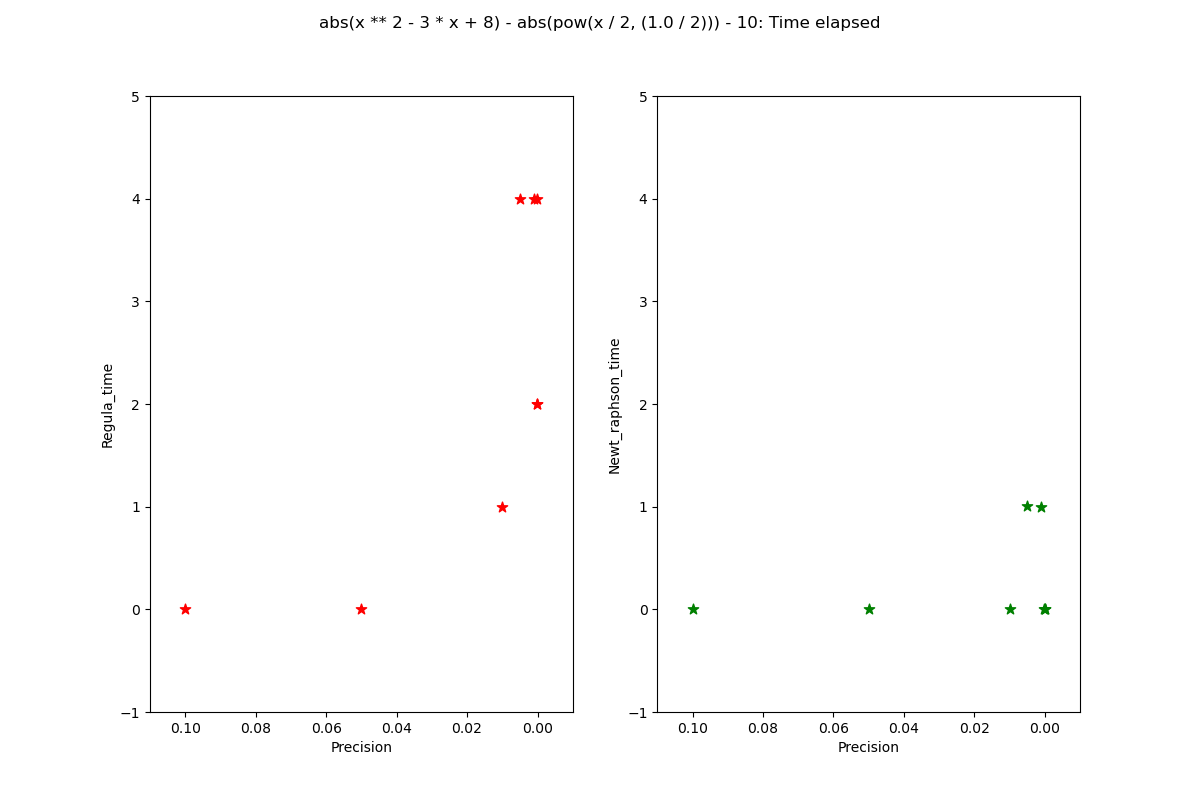 abs(x ** 2 - 3 * x + 8) - abs(pow(x / 2, (1.0 / 2))) - 10: Time elapsed
5
4
3
2
1
0
−1
Regula_time
0.10 0.08 0.06 0.04 0.02 0.00
Precision
5
4
3
2
1
0
−1
Newt_raphson_time
0.10 0.08 0.06 0.04 0.02 0.00
Precision